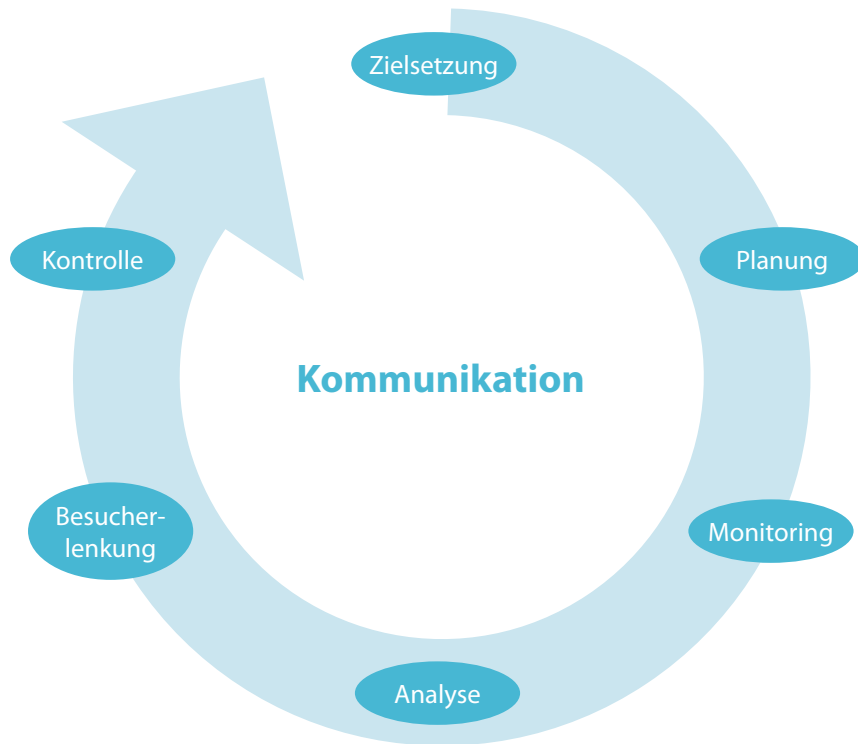 Zielsetzung
Planung
Monitoring
Analyse
Besucher-
lenkung
Kontrolle
Kommunikation